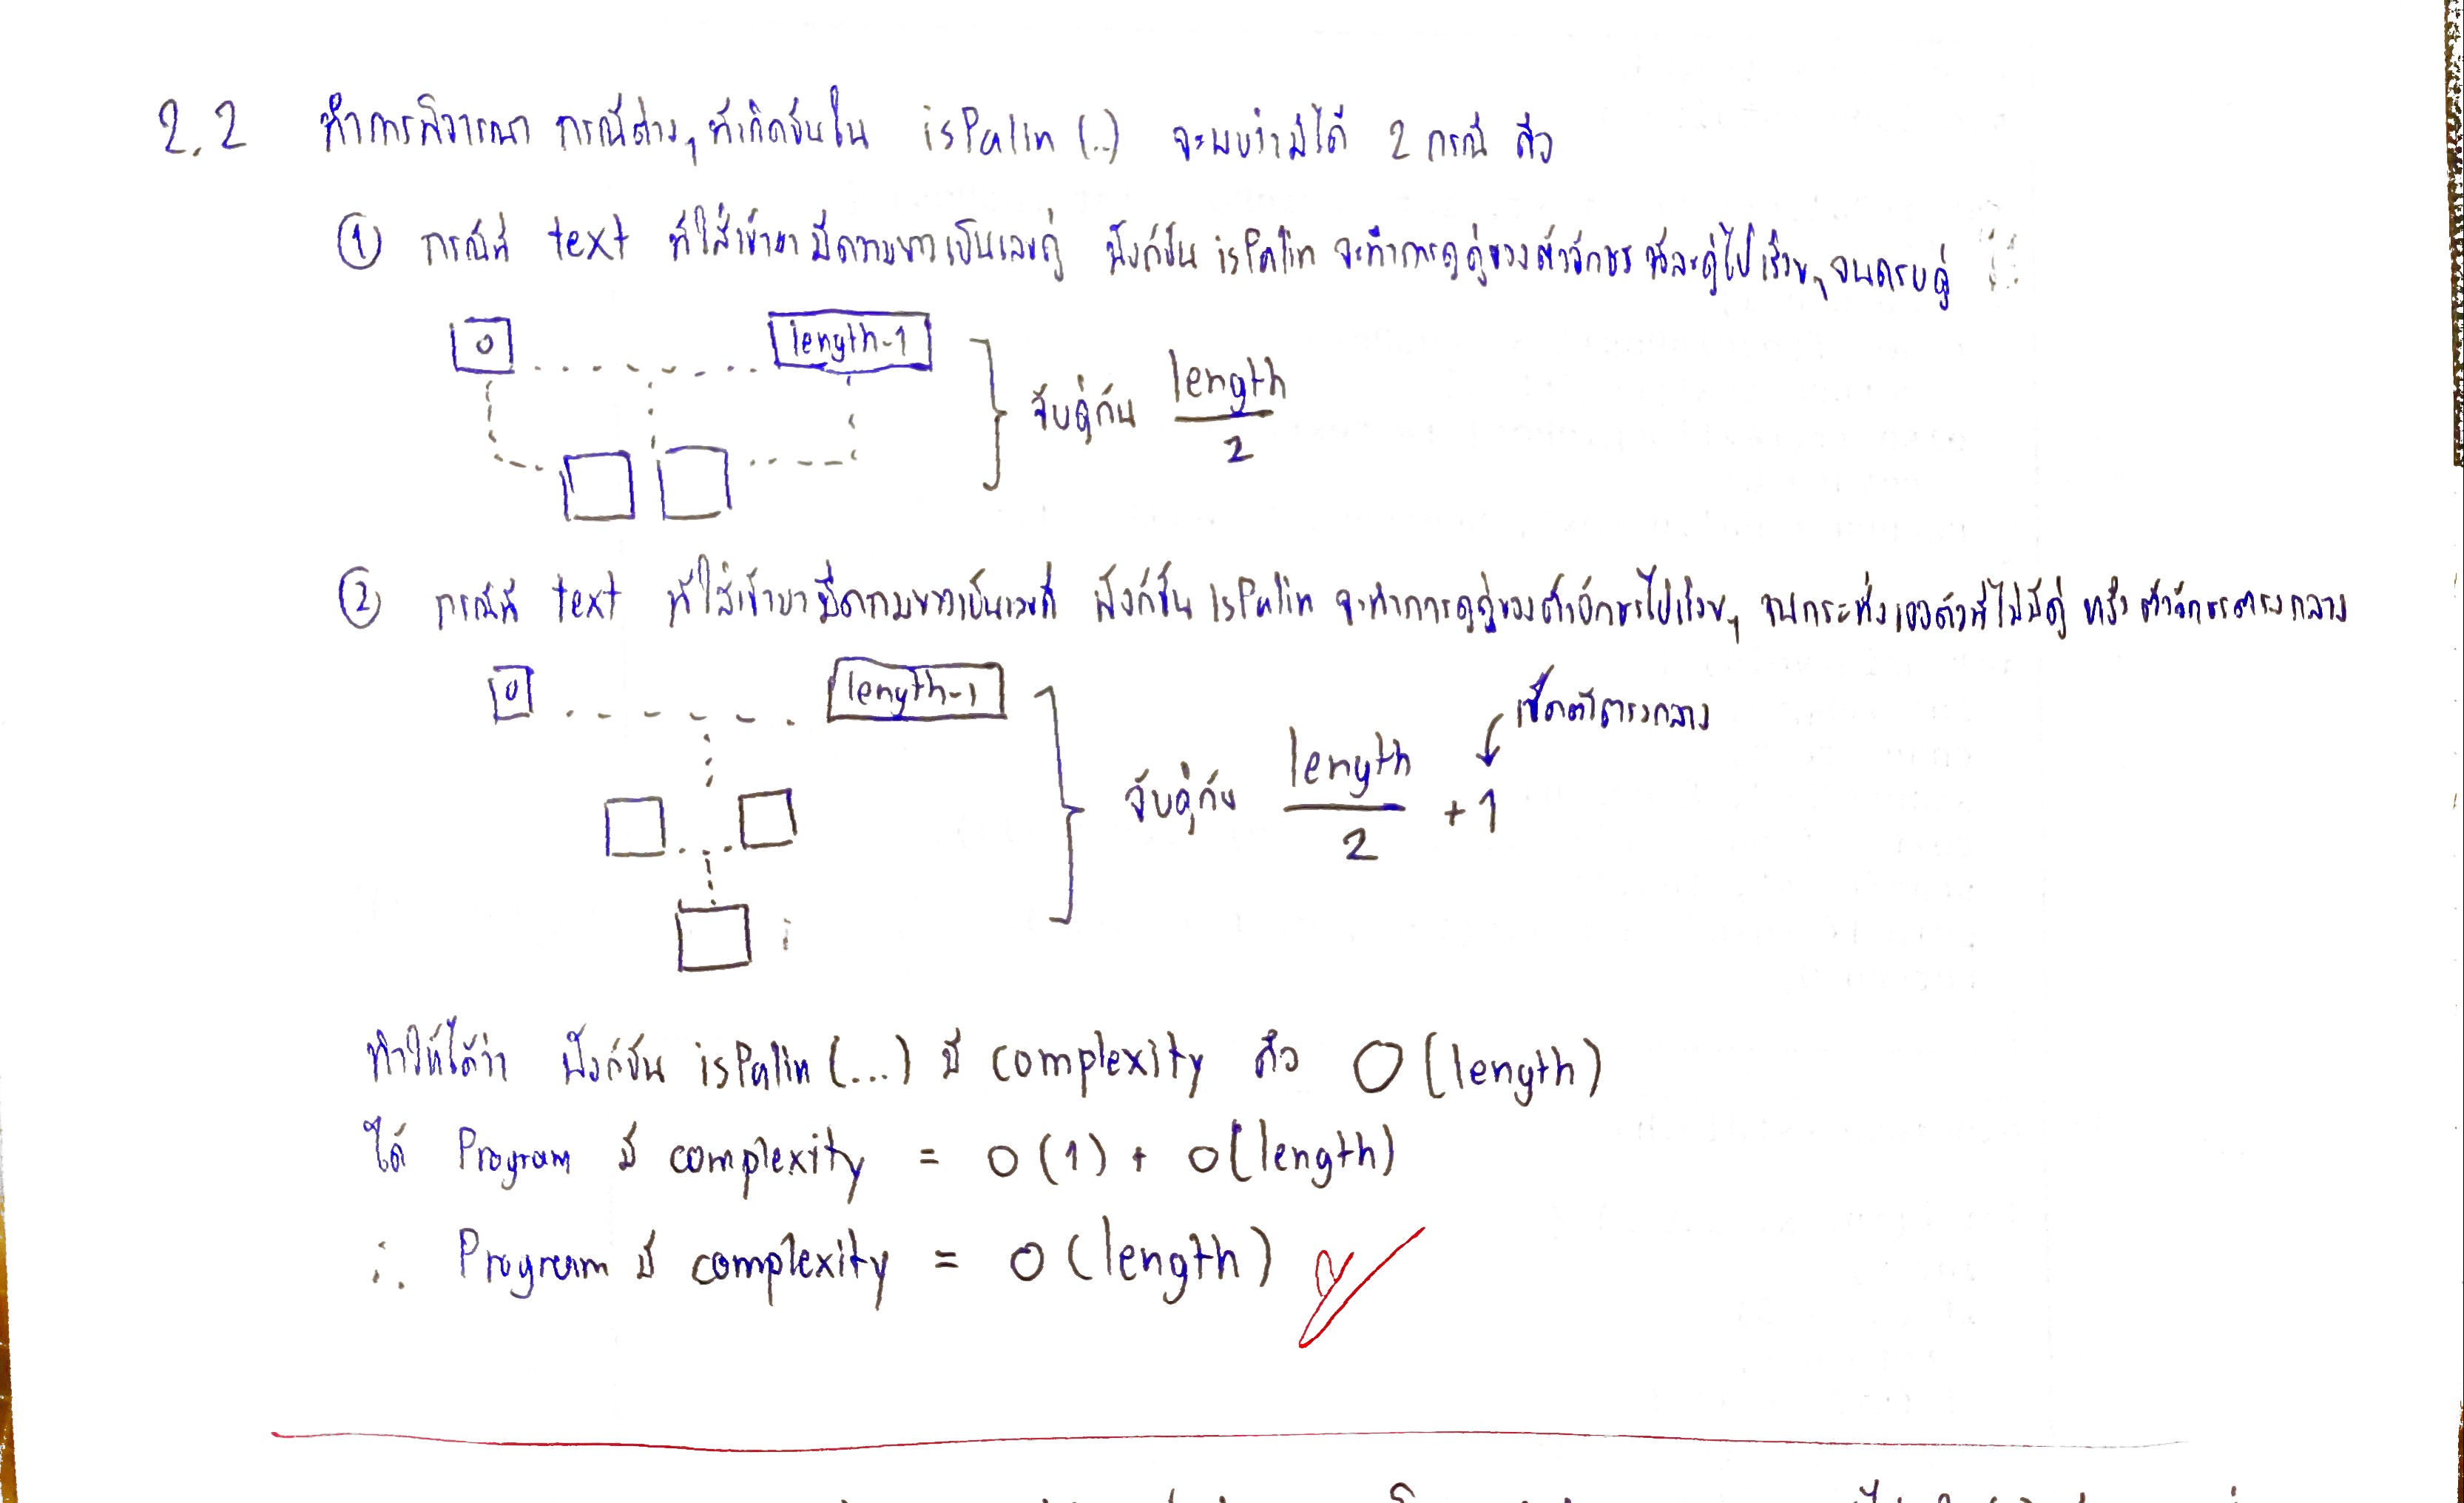 2.2 ทำการพิจารณา กรณีต่างๆ ที่เกิดขึ้นใน isPalin (..) จะพบว่ามีได้ 2 กรณี คือ
① กรณีที่ text ที่ใส่เข้ามา มีความยาวเป็นเลขคู่ ฟังก์ชัน isPalin จะทำการดูคู่ของตัวอักษร ทีละคู่ไปเรื่อยๆ จนครบคู่
0 length-1
จับคู่กัน length/2
② กรณีที่ text ที่ใส่เข้ามา มีความยาวเป็นเลขคี่ ฟังก์ชัน isPalin จะทำการดูคู่ของตัวอักษรไปเรื่อยๆ จนกระทั่งเจอตัวที่ไม่มีคู่ หรือ ตัวอักษรตรงกลาง
0 length-1
เช็คตัวตรงกลาง
จับคู่กัน length/2 + 1
ทำให้ได้ว่า ฟังก์ชัน isPalin (...) มี complexity คือ O (length)
ได้ Program มี complexity = O (1) + O (length)
∴ Program มี complexity = O (length)